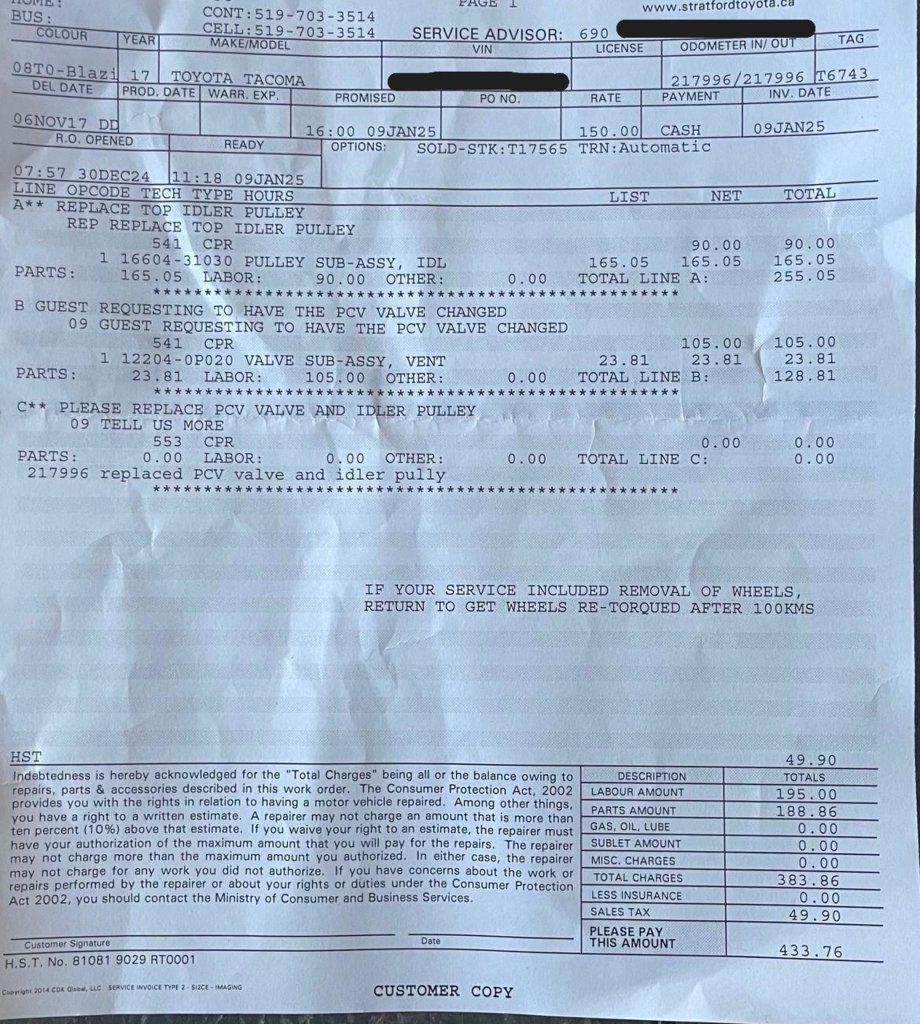 HOME:
BUS:
CONT:519-703-3514
CELL:519-703-3514
PAGE 1
www.stratfordtoyota.ca
SERVICE ADVISOR: 690
COLOUR YEAR MAKE/MODEL VIN LICENSE ODOMETER IN/ OUT TAG
08T0-Blazi 17 TOYOTA TACOMA 217996/217996 T6743
DEL DATE PROD. DATE WARR. EXP. PROMISED PO NO. RATE PAYMENT INV. DATE
06NOV17 DD 16:00 09JAN25 150.00 CASH 09JAN25
R.O. OPENED READY OPTIONS: SOLD-STK:T17565 TRN:Automatic
07:57 30DEC24 11:18 09JAN25
LINE OPCODE TECH TYPE HOURS LIST NET TOTAL
A** REPLACE TOP IDLER PULLEY
REP REPLACE TOP IDLER PULLEY
541 CPR 90.00 90.00
1 16604-31030 PULLEY SUB-ASSY, IDL 165.05 165.05 165.05
PARTS: 165.05 LABOR: 90.00 OTHER: 0.00 TOTAL LINE A: 255.05
****************************************************
B GUEST REQUESTING TO HAVE THE PCV VALVE CHANGED
09 GUEST REQUESTING TO HAVE THE PCV VALVE CHANGED
541 CPR 105.00 105.00
1 12204-0P020 VALVE SUB-ASSY, VENT 23.81 23.81 23.81
PARTS: 23.81 LABOR: 105.00 OTHER: 0.00 TOTAL LINE B: 128.81
****************************************************
C** PLEASE REPLACE PCV VALVE AND IDLER PULLEY
09 TELL US MORE
553 CPR 0.00 0.00
PARTS: 0.00 LABOR: 0.00 OTHER: 0.00 TOTAL LINE C: 0.00
217996 replaced PCV valve and idler pully
****************************************************
IF YOUR SERVICE INCLUDED REMOVAL OF WHEELS,
RETURN TO GET WHEELS RE-TORQUED AFTER 100KMS
HST 49.90
Indebtedness is hereby acknowledged for the "Total Charges" being all or the balance owing to
repairs, parts & accessories described in this work order. The Consumer Protection Act, 2002
provides you with the rights in relation to having a motor vehicle repaired. Among other things,
you have a right to a written estimate. A repairer may not charge an amount that is more than
ten percent (10%) above that estimate. If you waive your right to an estimate, the repairer must
have your authorization of the maximum amount that you will pay for the repairs. The repairer
may not charge more than the maximum amount you authorized. In either case, the repairer
may not charge for any work you did not authorize. If you have concerns about the work or
repairs performed by the repairer or about your rights or duties under the Consumer Protection
Act 2002, you should contact the Ministry of Consumer and Business Services.
DESCRIPTION TOTALS
LABOUR AMOUNT 195.00
PARTS AMOUNT 188.86
GAS, OIL, LUBE 0.00
SUBLET AMOUNT 0.00
MISC. CHARGES 0.00
TOTAL CHARGES 383.86
LESS INSURANCE 0.00
SALES TAX 49.90
PLEASE PAY
THIS AMOUNT 433.76
Customer Signature Date
H.S.T. No. 81081 9029 RT0001
Copyright 2014 CDK Global, LLC SERVICE INVOICE TYPE 2 - SI2CE - IMAGING
CUSTOMER COPY